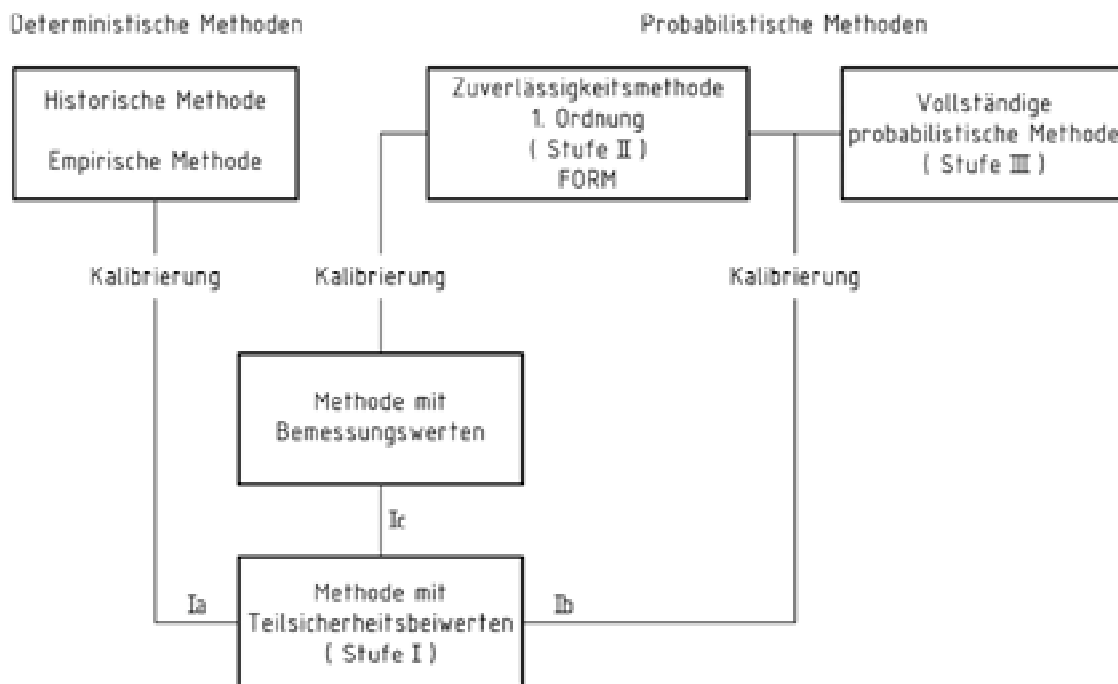 Deterministische Methoden
Probabilistische Methoden
Historische Methode
Empirische Methode
Zuverlässigkeitsmethode
1. Ordnung
( Stufe II )
FORM
Vollständige
probabilistische Methode
( Stufe III )
Kalibrierung
Kalibrierung
Kalibrierung
Methode mit
Bemessungswerten
Ic
Ia
Methode mit
Teilsicherheitsbeiwerten
( Stufe I )
Ib